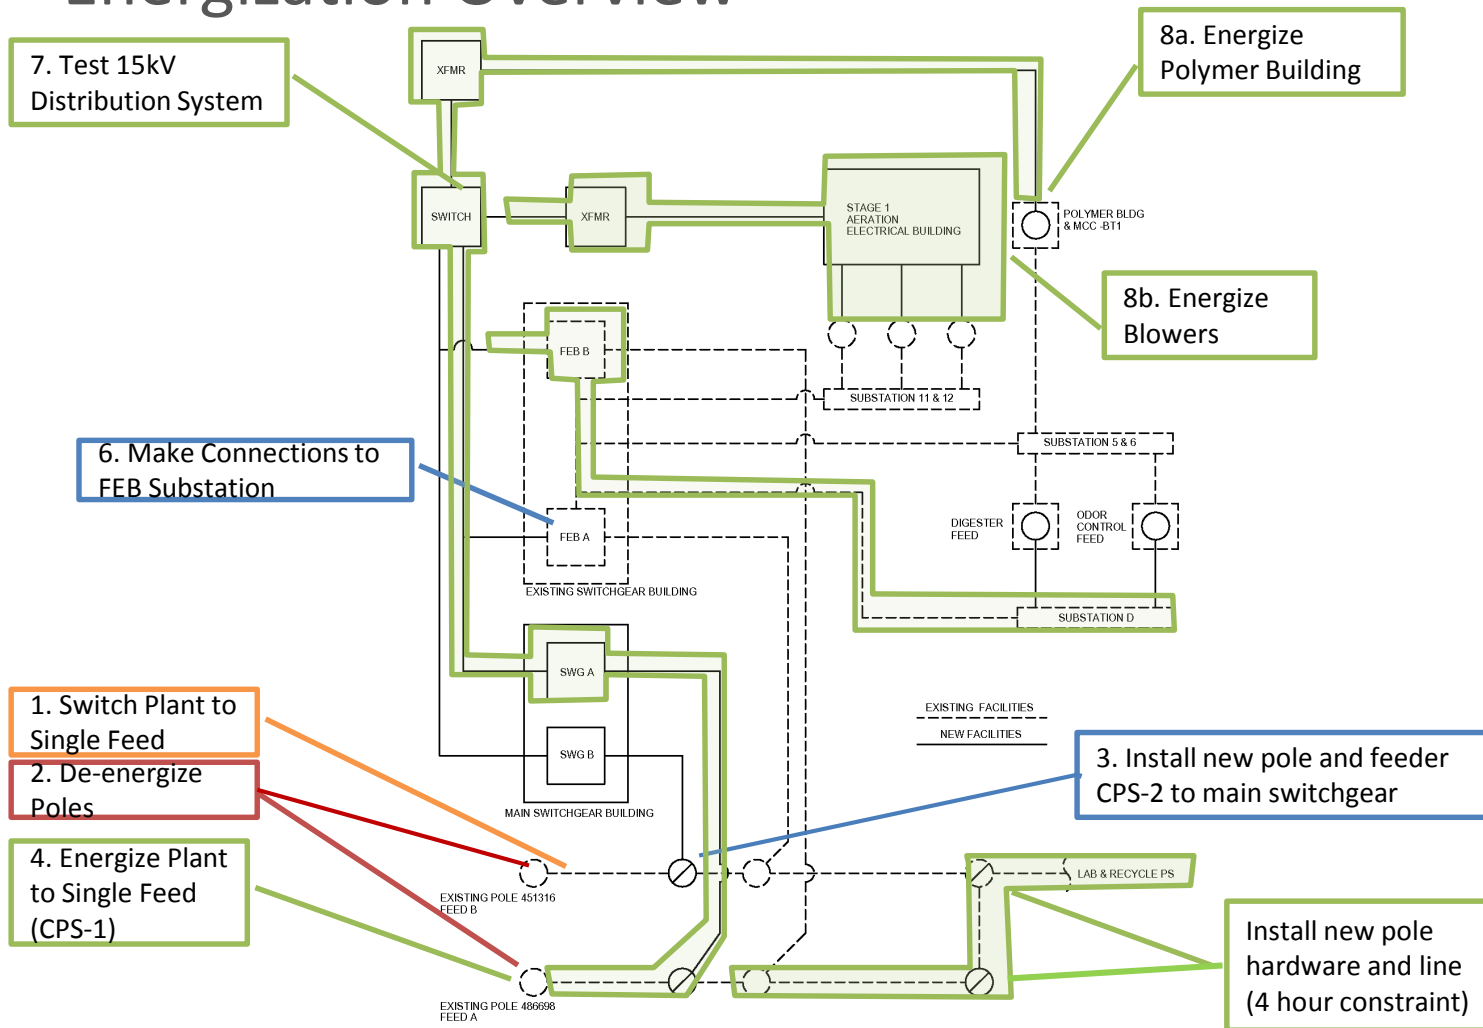 Energization Overview
7. Test 15kV
Distribution System
8a. Energize
Polymer Building
XFMR
SWITCH
XFMR
STAGE 1
AERATION
ELECTRICAL BUILDING
POLYMER BLDG
& MCC -BT1
8b. Energize
Blowers
FEB B
SUBSTATION 11 & 12
6. Make Connections to
FEB Substation
SUBSTATION 5 & 6
FEB A
DIGESTER
FEED
ODOR
CONTROL
FEED
EXISTING SWITCHGEAR BUILDING
SUBSTATION D
SWG A
1. Switch Plant to
Single Feed
EXISTING FACILITIES
NEW FACILITIES
2. De-energize
Poles
SWG B
3. Install new pole and feeder
CPS-2 to main switchgear
MAIN SWITCHGEAR BUILDING
4. Energize Plant
to Single Feed
(CPS-1)
LAB & RECYCLE PS
EXISTING POLE 451316
FEED B
Install new pole
hardware and line
(4 hour constraint)
EXISTING POLE 486698
FEED A